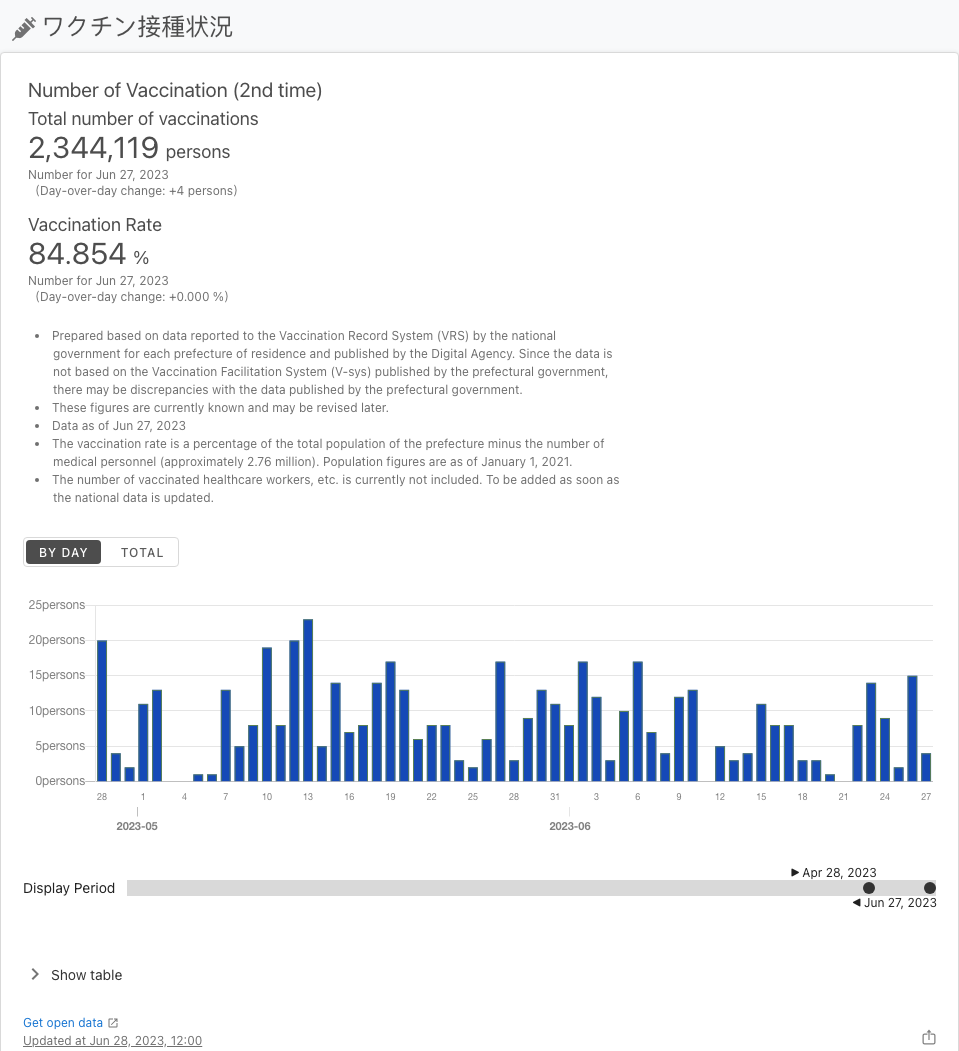 ワクチン接種状況
Number of Vaccination (2nd time)
Total number of vaccinations
2,344,119 persons
Number for Jun 27, 2023
(Day-over-day change: +4 persons)
Vaccination Rate
84.854 %
Number for Jun 27, 2023
(Day-over-day change: +0.000 %)
• Prepared based on data reported to the Vaccination Record System (VRS) by the national
government for each prefecture of residence and published by the Digital Agency. Since the data is
not based on the Vaccination Facilitation System (V-sys) published by the prefectural government,
there may be discrepancies with the data published by the prefectural government.
• These figures are currently known and may be revised later.
• Data as of Jun 27, 2023
• The vaccination rate is a percentage of the total population of the prefecture minus the number of
medical personnel (approximately 2.76 million). Population figures are as of January 1, 2021.
• The number of vaccinated healthcare workers, etc. is currently not included. To be added as soon as
the national data is updated.
BY DAY TOTAL
25persons
20persons
15persons
10persons
5persons
0persons
28 1 4 7 10 13 16 19 22 25 28 31 3 6 9 12 15 18 21 24 27
2023-05 2023-06
Apr 28, 2023
Display Period
Jun 27, 2023
Show table
Get open data
Updated at Jun 28, 2023, 12:00